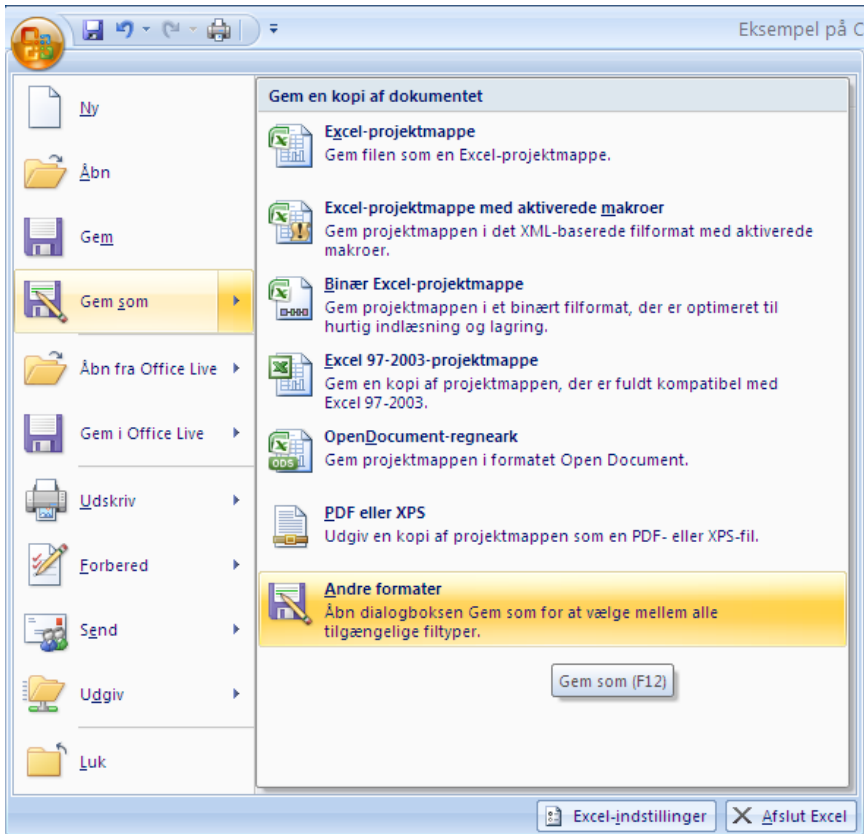 Eksempel på C
Ny
Åbn
Gem
Gem som
Åbn fra Office Live
Gem i Office Live
Udskriv
Forbered
Send
Udgiv
Luk
Gem en kopi af dokumentet
Excel-projektmappe
Gem filen som en Excel-projektmappe.
Excel-projektmappe med aktiverede makroer
Gem projektmappen i det XML-baserede filformat med aktiverede
makroer.
Binær Excel-projektmappe
Gem projektmappen i et binært filformat, der er optimeret til
hurtig indlæsning og lagring.
Excel 97-2003-projektmappe
Gem en kopi af projektmappen, der er fuldt kompatibel med
Excel 97-2003.
OpenDocument-regneark
Gem projektmappen i formatet Open Document.
ODS
PDF eller XPS
Udgiv en kopi af projektmappen som en PDF- eller XPS-fil.
Andre formater
Åbn dialogboksen Gem som for at vælge mellem alle
tilgængelige filtyper.
Gem som (F12)
Excel-indstillinger
Afslut Excel